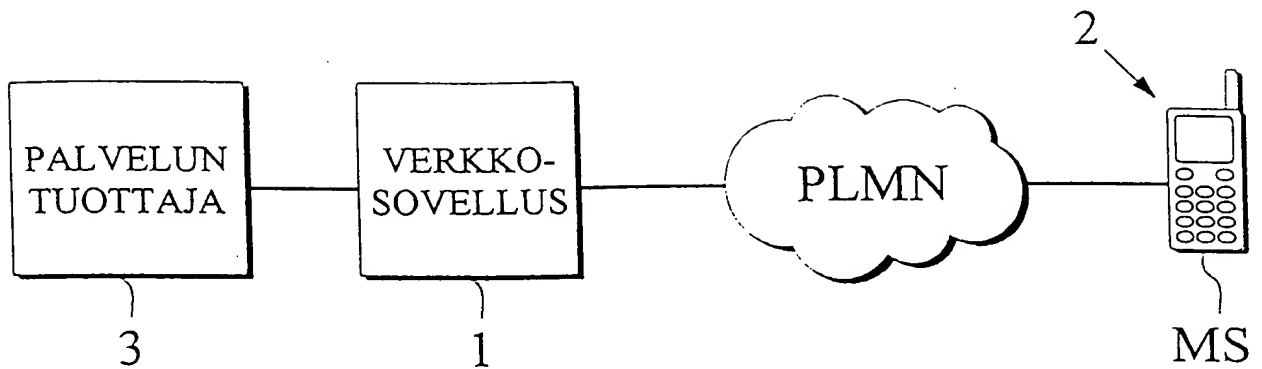 2
PALVELUN
TUOTTAJA
VERKKO-
SOVELLUS
PLMN
3
1
MS